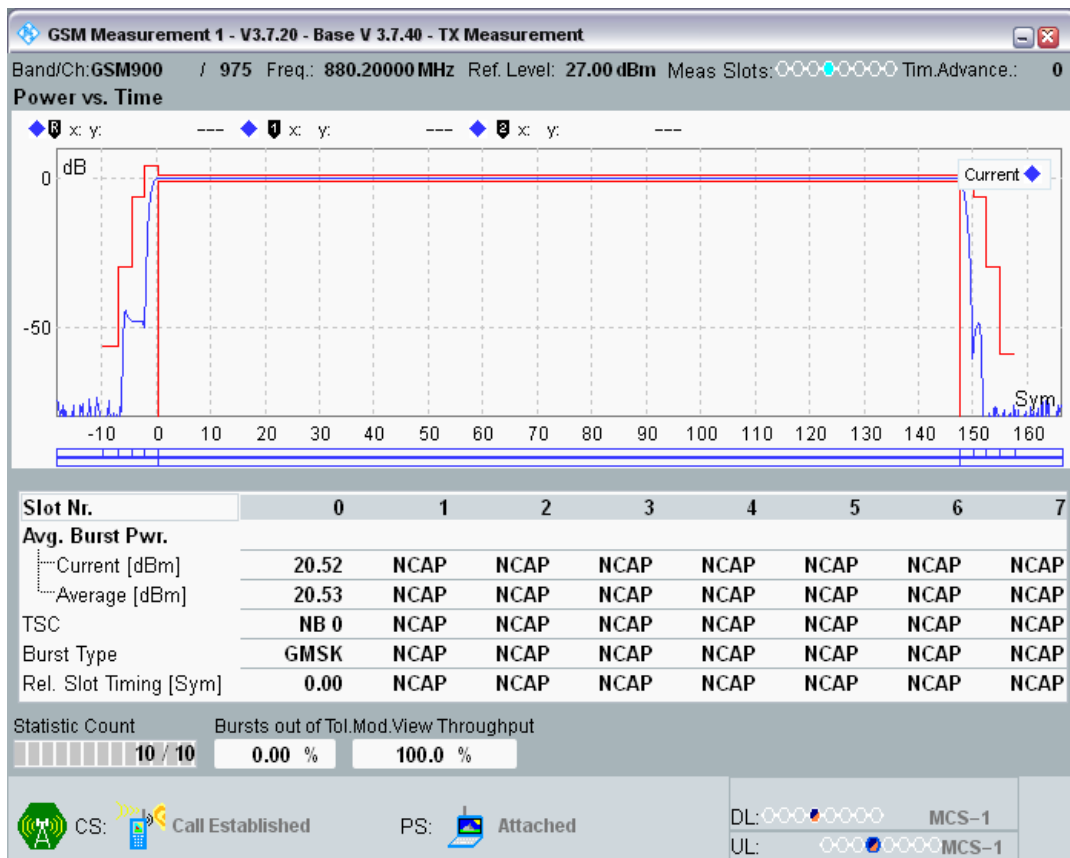 GSM Measurement 1 - V3.7.20 - Base V 3.7.40 - TX Measurement
Band/Ch:GSM900 / 975 Freq.: 880.20000 MHz Ref. Level: 27.00 dBm Meas Slots: Tim.Advance.: 0
Power vs. Time
R x: y: --- 1 x: y: --- 2 x: y: ---
dB
Current
0
-50
Sym
-10 0 10 20 30 40 50 60 70 80 90 100 110 120 130 140 150 160
Slot Nr. 0 1 2 3 4 5 6 7
Avg. Burst Pwr.
Current [dBm] 20.52 NCAP NCAP NCAP NCAP NCAP NCAP NCAP
Average [dBm] 20.53 NCAP NCAP NCAP NCAP NCAP NCAP NCAP
TSC NB 0 NCAP NCAP NCAP NCAP NCAP NCAP NCAP
Burst Type GMSK NCAP NCAP NCAP NCAP NCAP NCAP NCAP
Rel. Slot Timing [Sym] 0.00 NCAP NCAP NCAP NCAP NCAP NCAP NCAP
Statistic Count Bursts out of Tol.Mod.View Throughput
10 / 10 0.00 % 100.0 %
CS: Call Established PS: Attached
DL: MCS-1
UL: MCS-1